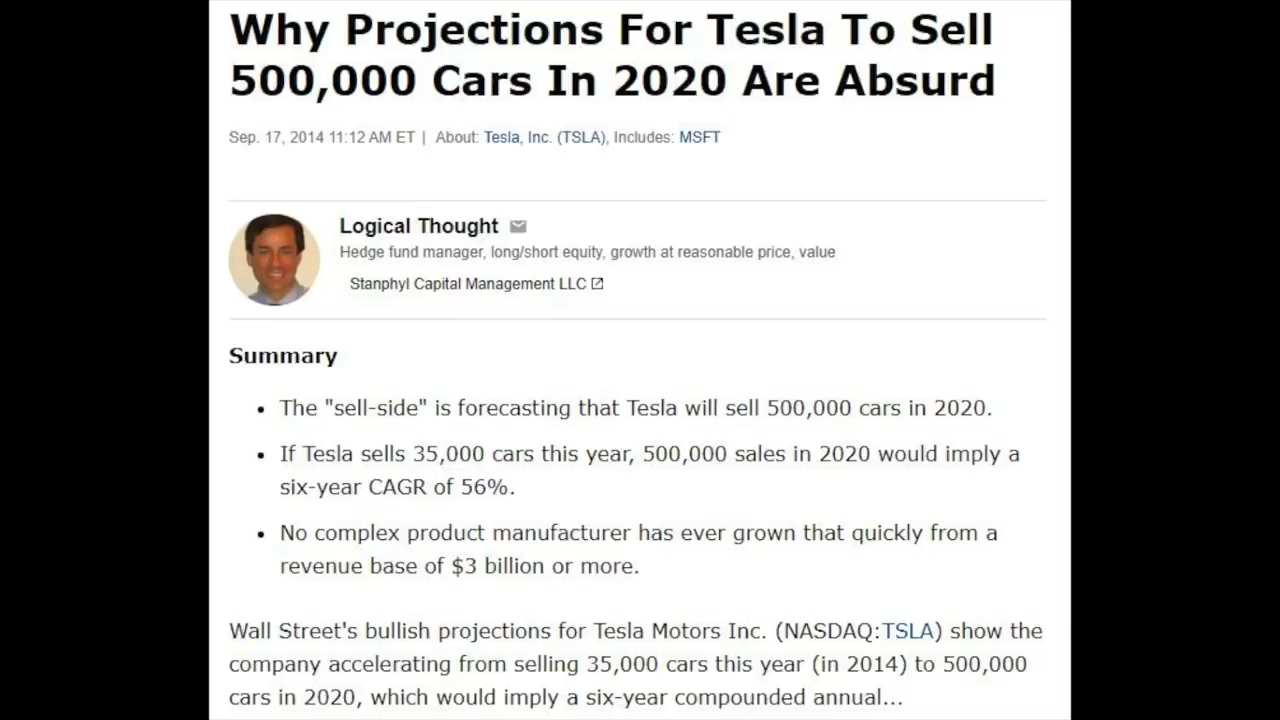 Why Projections For Tesla To Sell
500,000 Cars In 2020 Are Absurd
Sep. 17, 2014 11:12 AM ET | About: Tesla, Inc. (TSLA), Includes: MSFT
Logical Thought
Hedge fund manager, long/short equity, growth at reasonable price, value
Stanphyl Capital Management LLC
Summary
• The "sell-side" is forecasting that Tesla will sell 500,000 cars in 2020.
• If Tesla sells 35,000 cars this year, 500,000 sales in 2020 would imply a
six-year CAGR of 56%.
• No complex product manufacturer has ever grown that quickly from a
revenue base of $3 billion or more.
Wall Street's bullish projections for Tesla Motors Inc. (NASDAQ:TSLA) show the
company accelerating from selling 35,000 cars this year (in 2014) to 500,000
cars in 2020, which would imply a six-year compounded annual...